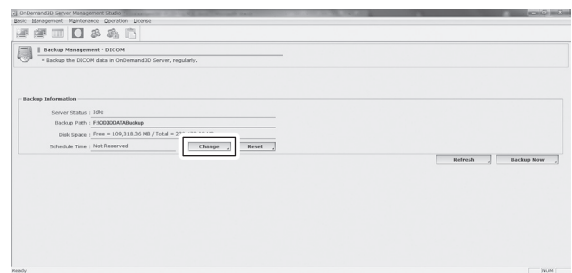 OnDemand3D Server Management Studio
Basic Management Maintenance Operation License
Backup Management - DICOM
* Backup the DICOM data in OnDemand3D Server, regularly.
Backup Information
Server Status : Idle
Backup Path :
Disk Space : Free = 109,318.36 MB / Total =
Schedule Time : Not Reserved
Change
Reset
Refresh
Backup Now
Ready
NUM